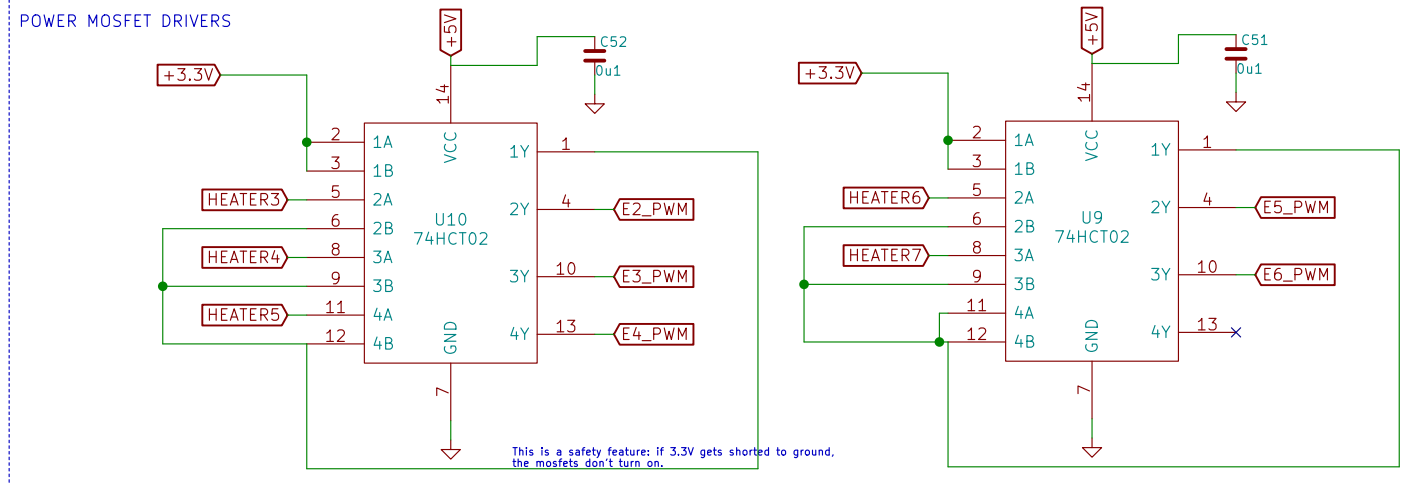 POWER MOSFET DRIVERS
+5V
C52
0u1
+3.3V
14
VCC
2
1A
3
1B
HEATER3
5
2A
6
2B
HEATER4
8
3A
9
3B
HEATER5
11
4A
12
4B
U10
74HCT02
1Y
1
2Y
4
E2_PWM
3Y
10
E3_PWM
4Y
13
E4_PWM
GND
7
This is a safety feature: if 3.3V gets shorted to ground,
the mosfets don't turn on.
+5V
C51
0u1
+3.3V
14
VCC
2
1A
3
1B
HEATER6
5
2A
6
2B
HEATER7
8
3A
9
3B
11
4A
12
4B
U9
74HCT02
1Y
1
2Y
4
E5_PWM
3Y
10
E6_PWM
4Y
13
GND
7